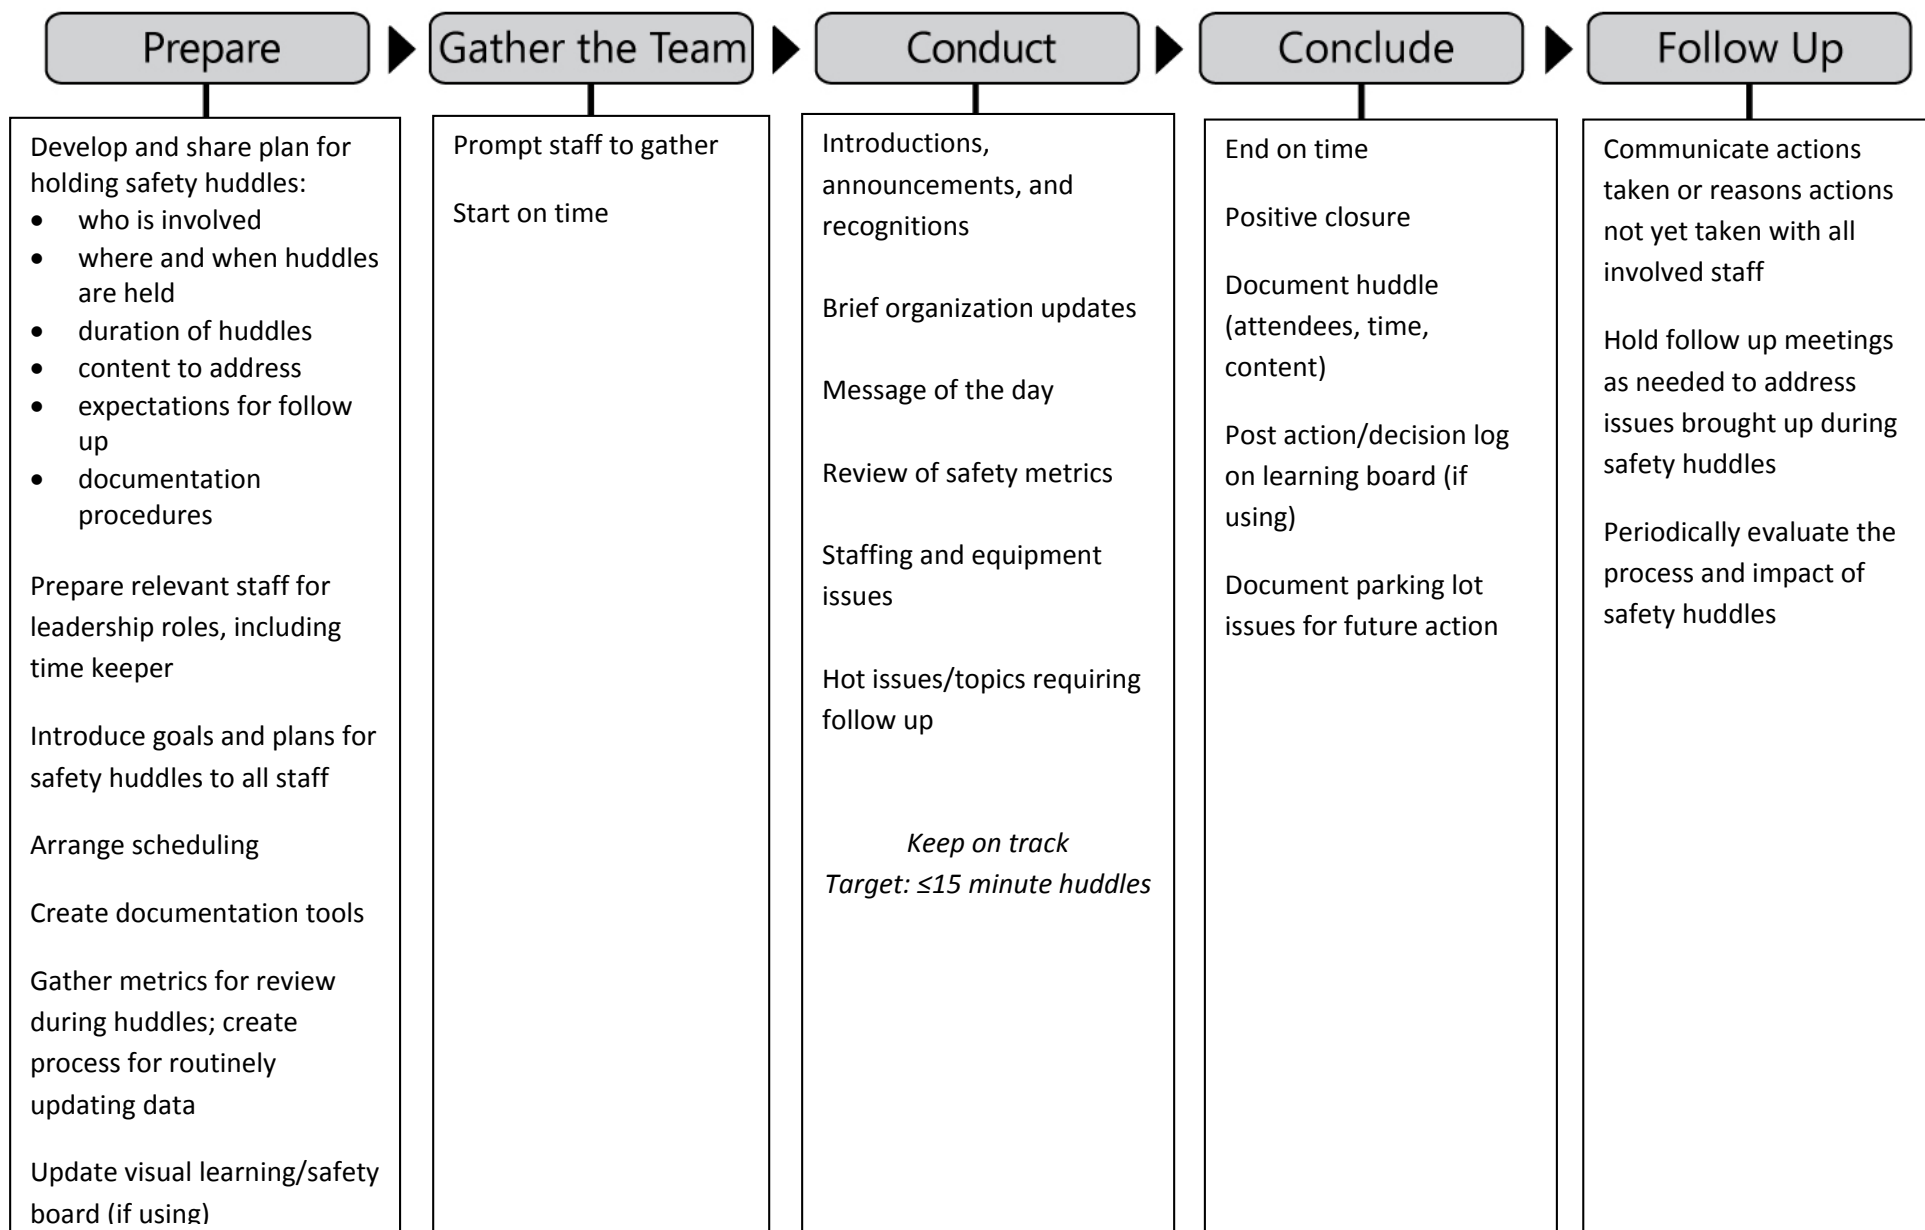 Prepare
Gather the Team
Conduct
Conclude
Follow Up
Develop and share plan for
holding safety huddles:
• who is involved
• where and when huddles
are held
• duration of huddles
• content to address
• expectations for follow
up
• documentation
procedures
Prepare relevant staff for
leadership roles, including
time keeper
Introduce goals and plans for
safety huddles to all staff
Arrange scheduling
Create documentation tools
Gather metrics for review
during huddles; create
process for routinely
updating data
Update visual learning/safety
board (if using)
Prompt staff to gather
Start on time
Introductions,
announcements, and
recognitions
Brief organization updates
Message of the day
Review of safety metrics
Staffing and equipment
issues
Hot issues/topics requiring
follow up
Keep on track
Target: ≤15 minute huddles
End on time
Positive closure
Document huddle
(attendees, time,
content)
Post action/decision log
on learning board (if
using)
Document parking lot
issues for future action
Communicate actions
taken or reasons actions
not yet taken with all
involved staff
Hold follow up meetings
as needed to address
issues brought up during
safety huddles
Periodically evaluate the
process and impact of
safety huddles